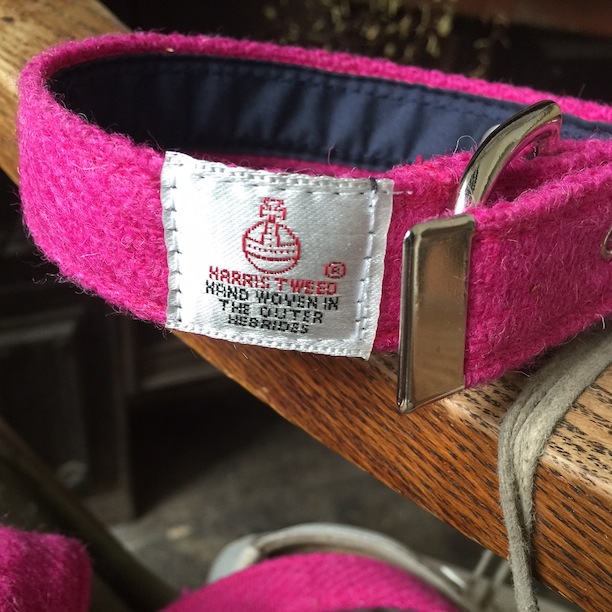 HARRIS TWEED ®
HAND WOVEN IN
THE OUTER
HEBRIDES